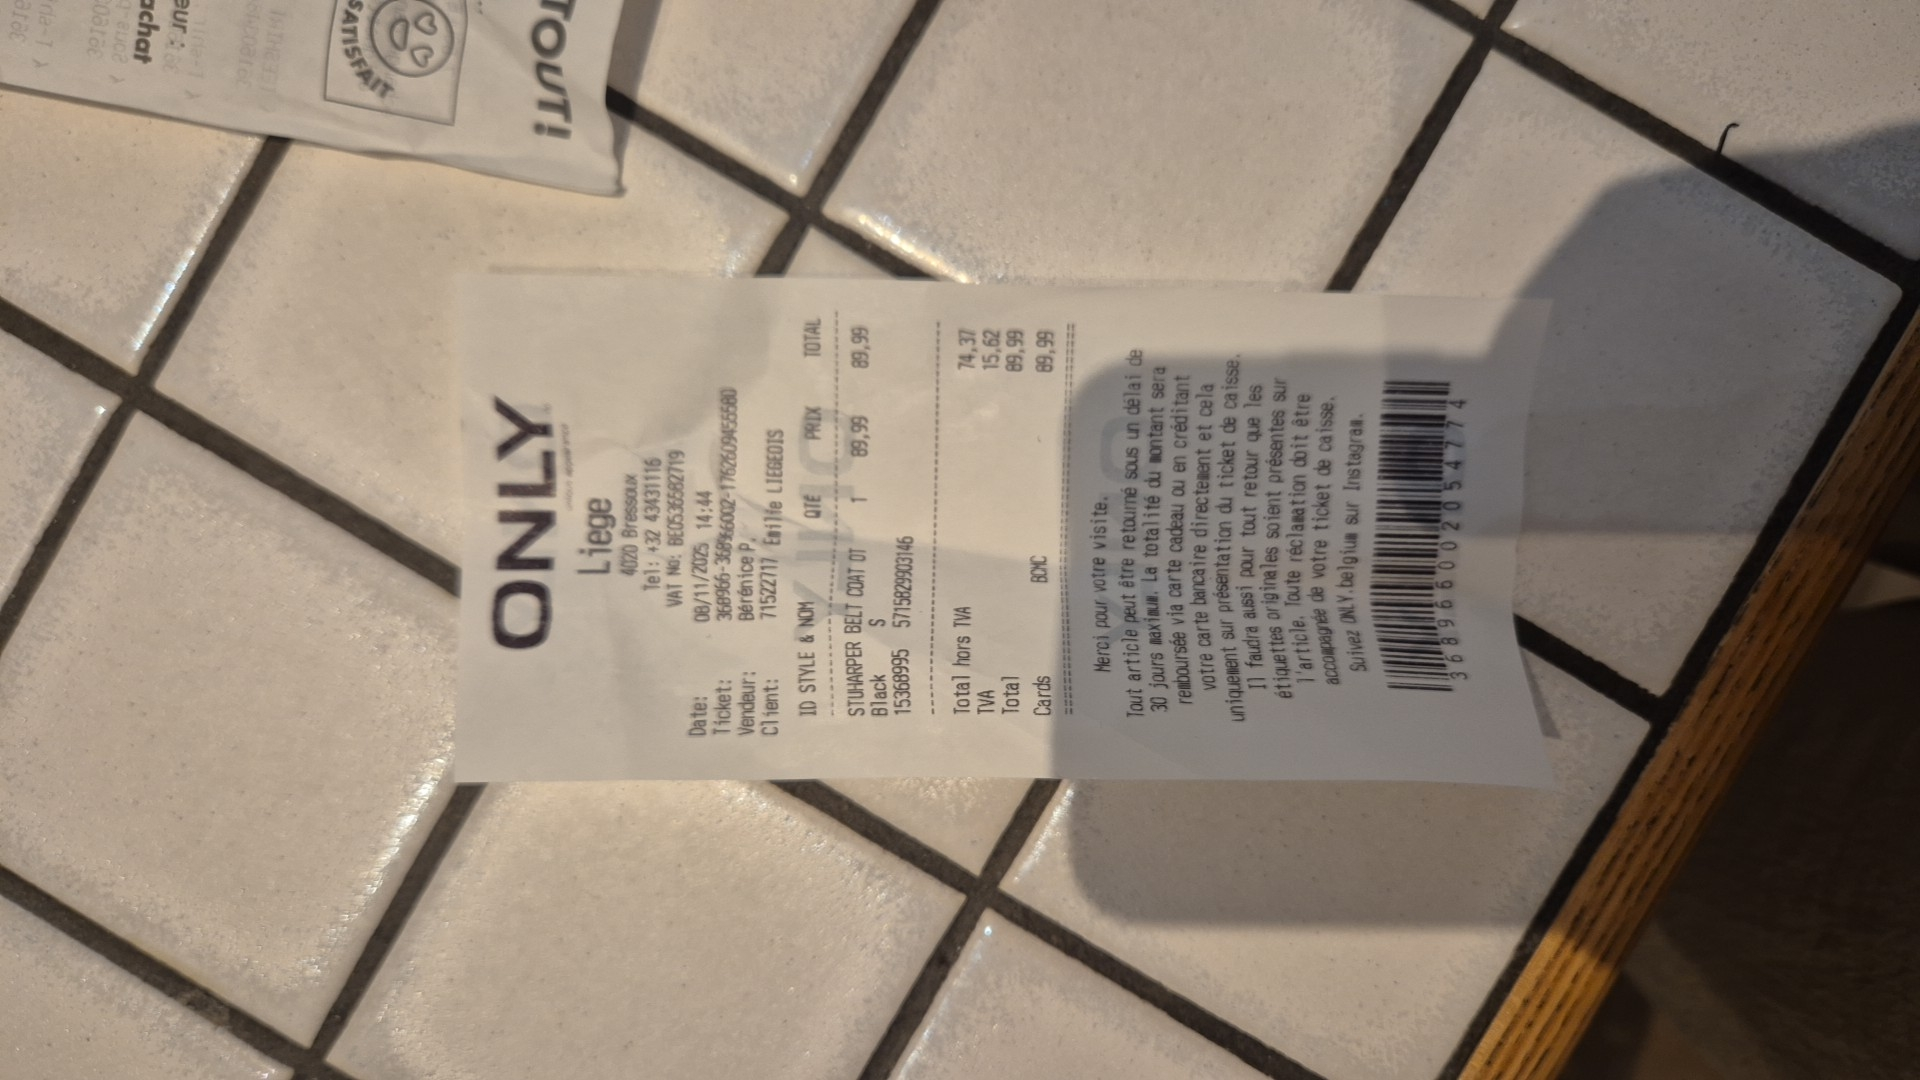 TOUT!
SATISFAIT
achat
ONLY
Liege
4020 Bressoux
Tel: +32 43431116
VAT NO: BE0536582719
Date: 08/11/2025 14:44
Ticket:
Vendeur: Bérénice P.
Client: 71522717 Emilie LIEGEOIS
ID STYLE & NOM QTÉ PRIX TOTAL
STUHARPER BELT COAT OT 1 89,99 89,99
Black S
15368995 5715829903146
Total hors TVA 74,37
TVA 15,62
Total 89,99
Cards BCMC 89,99
Merci pour votre visite.
Tout article peut être retourné sous un délai de
30 jours maximum. La totalité du montant sera
remboursée via carte cadeau ou en créditant
votre carte bancaire directement et cela
uniquement sur présentation du ticket de caisse.
Il faudra aussi pour tout retour que les
étiquettes originales soient présentes sur
l'article. Toute réclamation doit être
accompagnée de votre ticket de caisse.
Suivez ONLY.belgium sur Instagram.
3689660020547774